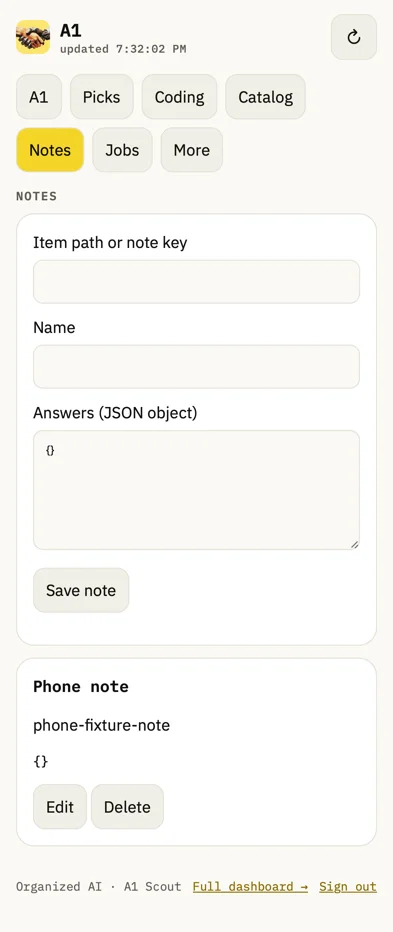 A1
updated 7:32:02 PM
↻
A1 Picks Coding Catalog
Notes Jobs More
NOTES
Item path or note key
Name
Answers (JSON object)
{}
Save note
Phone note
phone-fixture-note
{}
Edit Delete
Organized AI · A1 Scout Full dashboard → Sign out